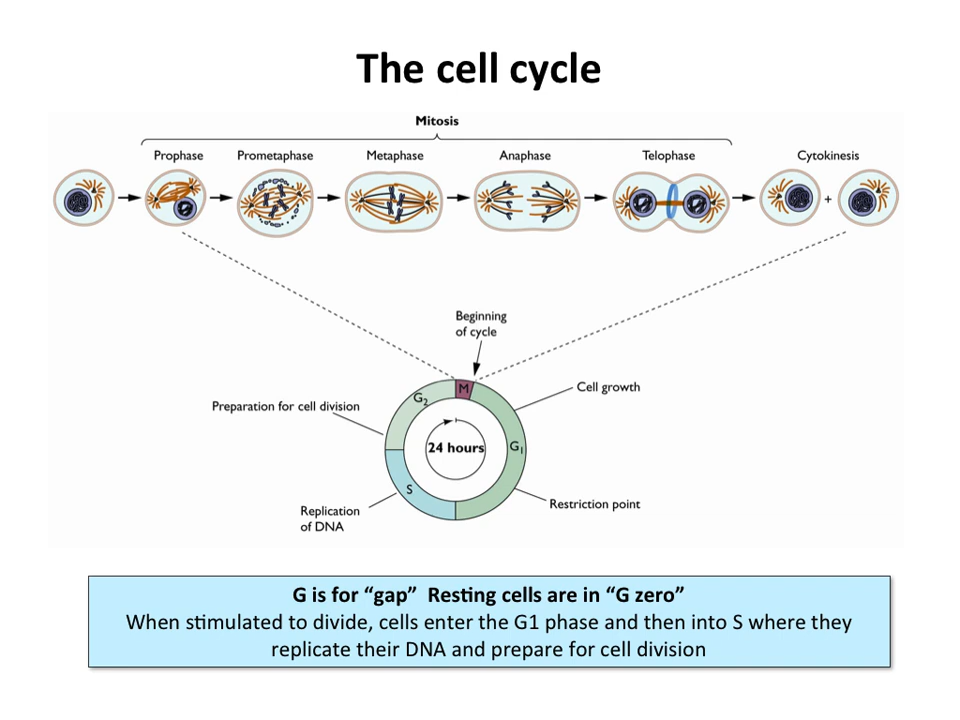 The cell cycle
Mitosis
Prophase Prometaphase Metaphase Anaphase Telophase Cytokinesis
+
Beginning
of cycle
M
Cell growth
G2
Preparation for cell division
24 hours
G1
S
Restriction point
Replication
of DNA
G is for “gap”  Resting cells are in “G zero”
When stimulated to divide, cells enter the G1 phase and then into S where they
replicate their DNA and prepare for cell division